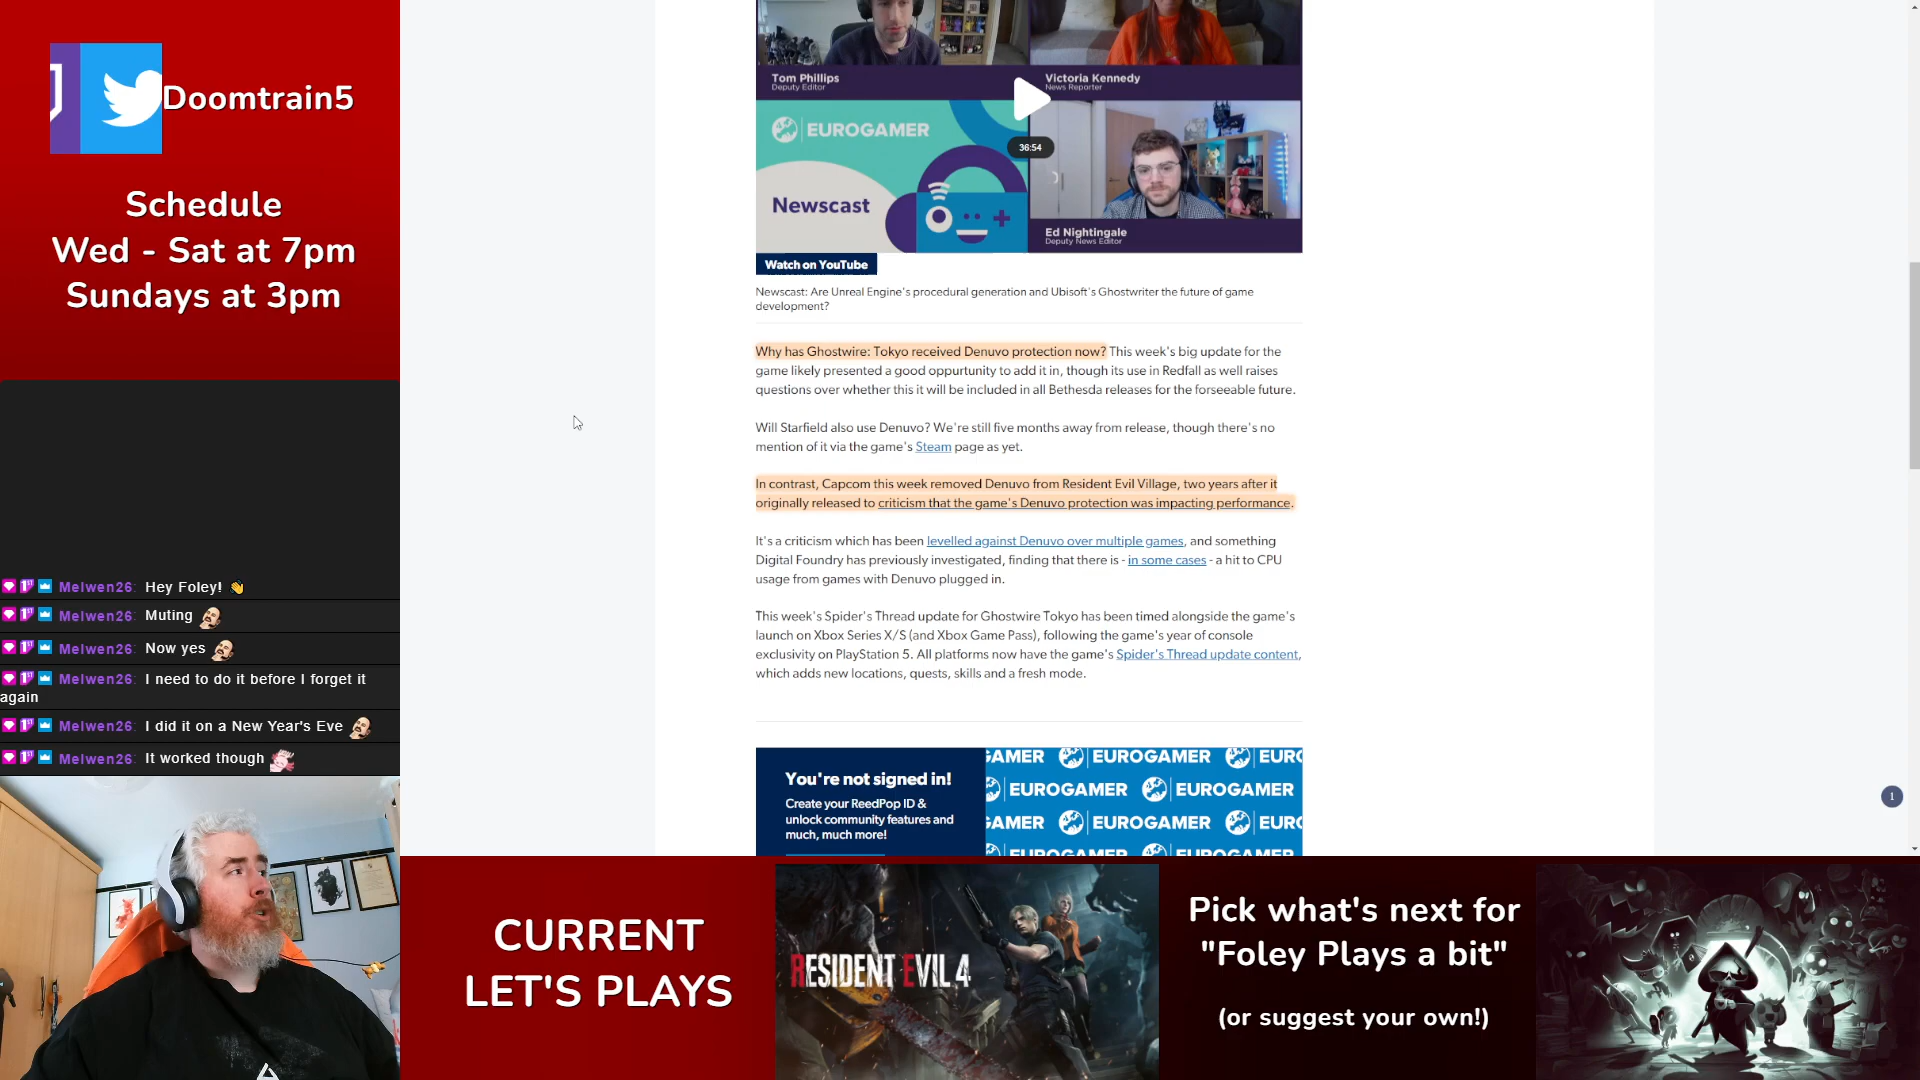 Doomtrain5
Schedule
Wed - Sat at 7pm
Sundays at 3pm
Melwen26: Hey Foley!
Melwen26: Muting
Melwen26: Now yes
Melwen26: I need to do it before I forget it
again
Melwen26: I did it on a New Year's Eve
Melwen26: It worked though
Tom Phillips
Deputy Editor
Victoria Kennedy
News Reporter
EUROGAMER
36:54
Newscast
Ed Nightingale
Deputy News Editor
Watch on YouTube
Newscast: Are Unreal Engine's procedural generation and Ubisoft's Ghostwriter the future of game
development?
Why has Ghostwire: Tokyo received Denuvo protection now? This week's big update for the
game likely presented a good oppurtunity to add it in, though its use in Redfall as well raises
questions over whether this it will be included in all Bethesda releases for the forseeable future.
Will Starfield also use Denuvo? We're still five months away from release, though there's no
mention of it via the game's Steam page as yet.
In contrast, Capcom this week removed Denuvo from Resident Evil Village, two years after it
originally released to criticism that the game's Denuvo protection was impacting performance.
It's a criticism which has been levelled against Denuvo over multiple games, and something
Digital Foundry has previously investigated, finding that there is - in some cases - a hit to CPU
usage from games with Denuvo plugged in.
This week's Spider's Thread update for Ghostwire Tokyo has been timed alongside the game's
launch on Xbox Series X/S (and Xbox Game Pass), following the game's year of console
exclusivity on PlayStation 5. All platforms now have the game's Spider's Thread update content,
which adds new locations, quests, skills and a fresh mode.
You're not signed in!
Create your ReedPop ID &
unlock community features and
much, much more!
GAMER EUROGAMER EURO
EUROGAMER EUROGAMER
GAMER EUROGAMER EURO
EUROGAMER EUROGAMER
1
CURRENT
LET'S PLAYS
RESIDENT EVIL 4
Pick what's next for
"Foley Plays a bit"
(or suggest your own!)